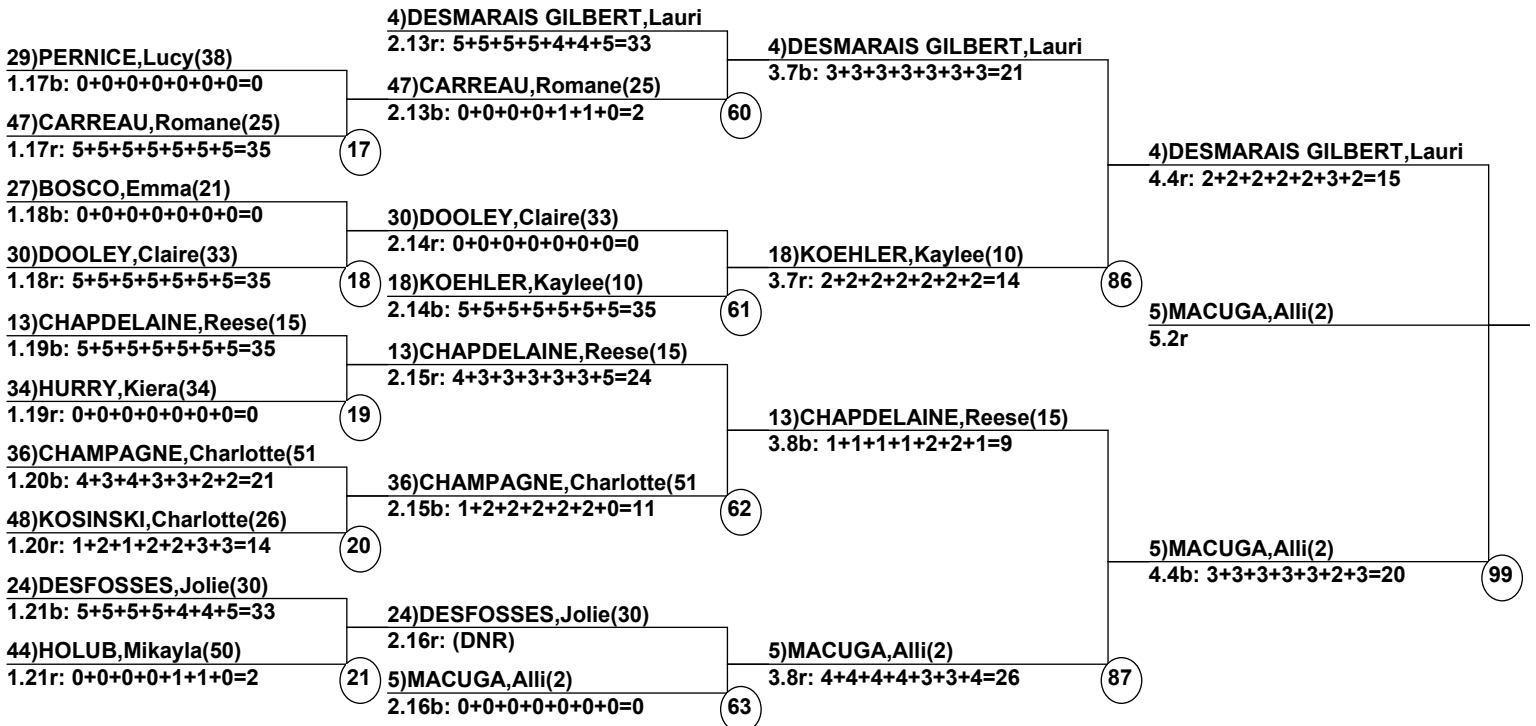 29)PERNICE,Lucy(38)
1.17b: 0+0+0+0+0+0+0=0
47)CARREAU,Romane(25)
1.17r: 5+5+5+5+5+5+5=35
17
27)BOSCO,Emma(21)
1.18b: 0+0+0+0+0+0+0=0
30)DOOLEY,Claire(33)
1.18r: 5+5+5+5+5+5+5=35
18
13)CHAPDELAINE,Reese(15)
1.19b: 5+5+5+5+5+5+5=35
34)HURRY,Kiera(34)
1.19r: 0+0+0+0+0+0+0=0
19
36)CHAMPAGNE,Charlotte(51
1.20b: 4+3+4+3+3+2+2=21
48)KOSINSKI,Charlotte(26)
1.20r: 1+2+1+2+2+3+3=14
20
24)DESFOSSES,Jolie(30)
1.21b: 5+5+5+5+4+4+5=33
44)HOLUB,Mikayla(50)
1.21r: 0+0+0+0+1+1+0=2
21
4)DESMARAIS GILBERT,Lauri
2.13r: 5+5+5+5+4+4+5=33
47)CARREAU,Romane(25)
2.13b: 0+0+0+0+1+1+0=2
60
30)DOOLEY,Claire(33)
2.14r: 0+0+0+0+0+0+0=0
18)KOEHLER,Kaylee(10)
2.14b: 5+5+5+5+5+5+5=35
61
13)CHAPDELAINE,Reese(15)
2.15r: 4+3+3+3+3+3+5=24
36)CHAMPAGNE,Charlotte(51
2.15b: 1+2+2+2+2+2+0=11
62
24)DESFOSSES,Jolie(30)
2.16r: (DNR)
5)MACUGA,Alli(2)
2.16b: 0+0+0+0+0+0+0=0
63
4)DESMARAIS GILBERT,Lauri
3.7b: 3+3+3+3+3+3+3=21
18)KOEHLER,Kaylee(10)
3.7r: 2+2+2+2+2+2+2=14
86
13)CHAPDELAINE,Reese(15)
3.8b: 1+1+1+1+2+2+1=9
5)MACUGA,Alli(2)
3.8r: 4+4+4+4+3+3+4=26
87
4)DESMARAIS GILBERT,Lauri
4.4r: 2+2+2+2+2+3+2=15
5)MACUGA,Alli(2)
5.2r
5)MACUGA,Alli(2)
4.4b: 3+3+3+3+3+2+3=20
99